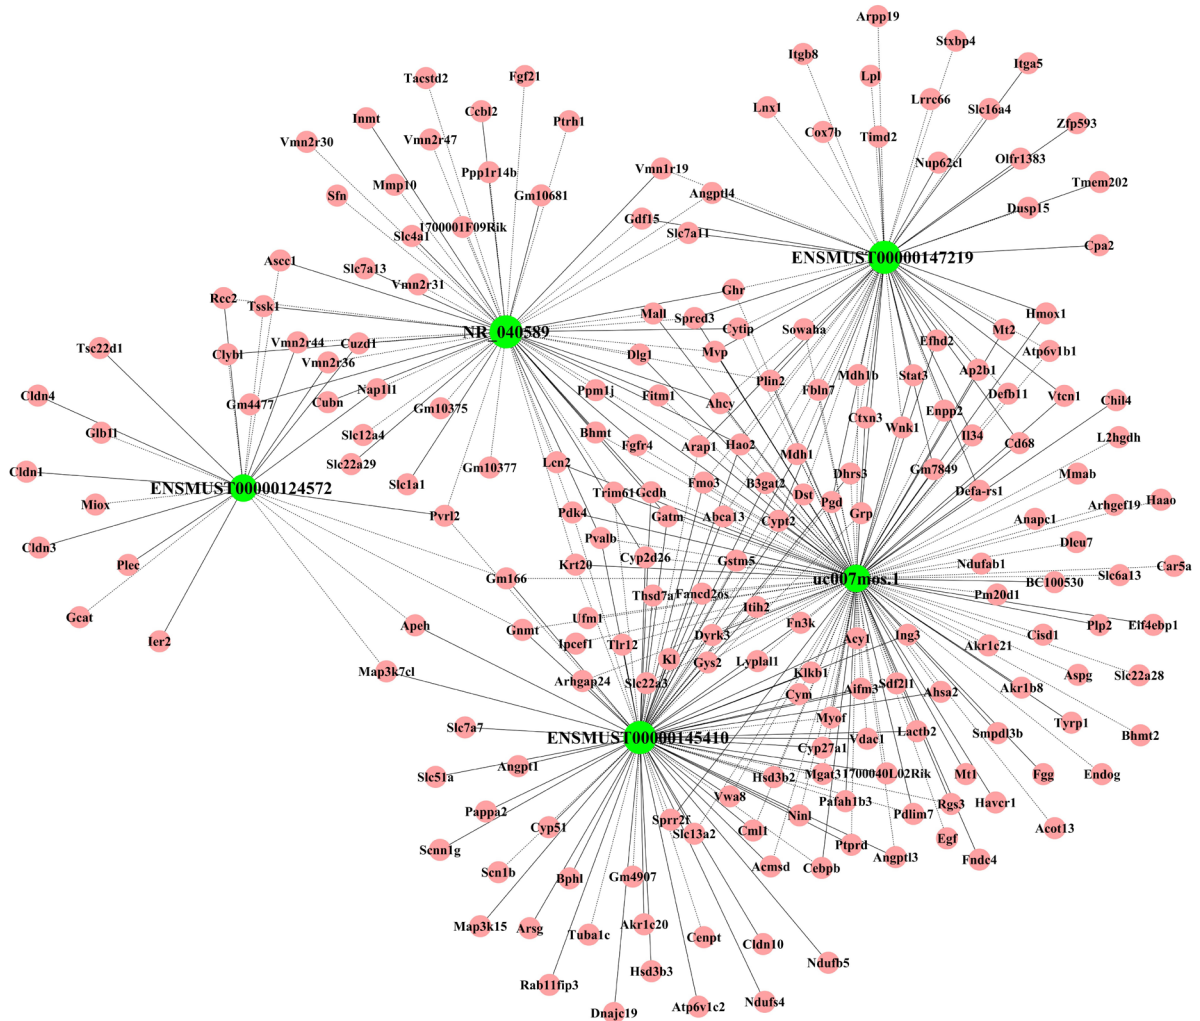 Arpp19
Stxbp4
Itgb8
Itga5
Tacstd2
Fgf21
Lpl
Lrrc66
Lnx1
Slc16a4
Inmt
Ccbl2
Ptrh1
Cox7b
Timd2
Zfp593
Vmn2r30
Vmn2r47
Nup62cl
Olfr1383
Ppp1r14b
Vmn1r19
Mmp10
Tmem202
Sfn
Gm10681
Angptl4
Dusp15
Gdf15
1700001F09Rik
Slc4a1
Slc7a11
Cpa2
ENSMUST00000147219
Ascc1
Slc7a13
Vmn2r31
Ghr
Rcc2
Tssk1
Mall
Spred3
Cytip
Sowaha
Hmox1
Mt2
NR_040589
Efhd2
Vmn2r44
Cuzd1
Tsc22d1
Clybl
Vmn2r36
Dlg1
Mvp
Atp6v1b1
Plin2
Mdh1b
Stat3
Ap2b1
Nap1l1
Ppm1j
Fitm1
Fbln7
Defb11
Vtcn1
Cldn4
Gm4477
Cubn
Gm10375
Ahcy
Ctxn3
Enpp2
Chil4
Glb1l
Slc12a4
Bhmt
Fgfr4
Arap1
Hao2
Wnk1
Il34
Cd68
L2hgdh
Mdh1
Cldn1
Slc22a29
Gm10377
Lcn2
Dhrs3
Gm7849
Mmab
ENSMUST00000124572
Slc1a1
Trim61
Gcdh
Fmo3
B3gat2
Dst
Pgd
Defa-rs1
Miox
Pvrl2
Pdk4
Gatm
Abca13
Cypt2
Grp
Anapc1
Arhgef19
Haao
Cldn3
Pvalb
Dleu7
Plec
Krt20
Cyp2d26
Gstm5
Ndufab1
Car5a
Gm166
uc007mos.1
BC100530
Slc6a13
Thsd7a
Fancd2os
Pm20d1
Gcat
Ufm1
Itih2
Ier2
Apeh
Gnmt
Ipcef1
Tlr12
Dyrk3
Fn3k
Acy1
Ing3
Akr1c21
Cisd1
Plp2
Eif4ebp1
Map3k7cl
Kl
Gys2
Lyplal1
Klkb1
Arhgap24
Slc22a3
Cym
Aifm3
Sdf2l1
Ahsa2
Akr1b8
Aspg
Slc22a28
Slc7a7
Myof
Lactb2
Smpdl3b
Tyrp1
Bhmt2
ENSMUST00000145410
Vdac1
Cyp27a1
Slc51a
Angpt1
Hsd3b2
Mgat3
1700040L02Rik
Mt1
Fgg
Endog
Pappa2
Vwa8
Pafah1b3
Rgs3
Havcr1
Cyp51
Sprr2f
Slc13a2
Cml1
Ninl
Pdlim7
Acot13
Scnn1g
Ptprd
Egf
Scn1b
Bphl
Gm4907
Acmsd
Cebpb
Angptl3
Fndc4
Map3k15
Arsg
Tuba1c
Akr1c20
Cenpt
Cldn10
Ndufb5
Rab11fip3
Hsd3b3
Dnajc19
Atp6v1c2
Ndufs4